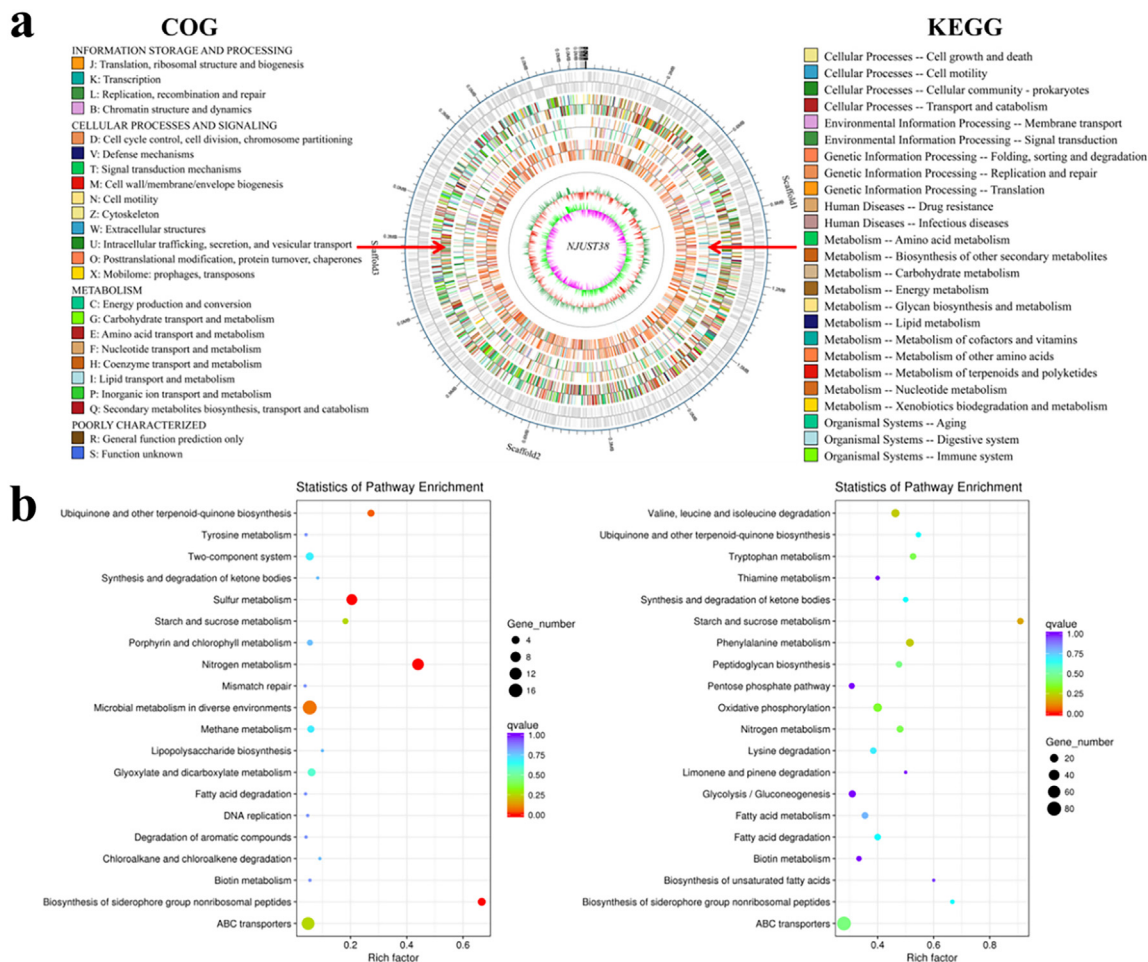 a
COG
INFORMATION STORAGE AND PROCESSING
J: Translation, ribosomal structure and biogenesis
K: Transcription
L: Replication, recombination and repair
B: Chromatin structure and dynamics
CELLULAR PROCESSES AND SIGNALING
D: Cell cycle control, cell division, chromosome partitioning
V: Defense mechanisms
T: Signal transduction mechanisms
M: Cell wall/membrane/envelope biogenesis
N: Cell motility
Z: Cytoskeleton
W: Extracellular structures
U: Intracellular trafficking, secretion, and vesicular transport
O: Posttranslational modification, protein turnover, chaperones
X: Mobilome: prophages, transposons
METABOLISM
C: Energy production and conversion
G: Carbohydrate transport and metabolism
E: Amino acid transport and metabolism
F: Nucleotide transport and metabolism
H: Coenzyme transport and metabolism
I: Lipid transport and metabolism
P: Inorganic ion transport and metabolism
Q: Secondary metabolites biosynthesis, transport and catabolism
POORLY CHARACTERIZED
R: General function prediction only
S: Function unknown
NJUST38
Scaffold1
Scaffold2
Scaffold3
KEGG
Cellular Processes -- Cell growth and death
Cellular Processes -- Cell motility
Cellular Processes -- Cellular community - prokaryotes
Cellular Processes -- Transport and catabolism
Environmental Information Processing -- Membrane transport
Environmental Information Processing -- Signal transduction
Genetic Information Processing -- Folding, sorting and degradation
Genetic Information Processing -- Replication and repair
Genetic Information Processing -- Translation
Human Diseases -- Drug resistance
Human Diseases -- Infectious diseases
Metabolism -- Amino acid metabolism
Metabolism -- Biosynthesis of other secondary metabolites
Metabolism -- Carbohydrate metabolism
Metabolism -- Energy metabolism
Metabolism -- Glycan biosynthesis and metabolism
Metabolism -- Lipid metabolism
Metabolism -- Metabolism of cofactors and vitamins
Metabolism -- Metabolism of other amino acids
Metabolism -- Metabolism of terpenoids and polyketides
Metabolism -- Nucleotide metabolism
Metabolism -- Xenobiotics biodegradation and metabolism
Organismal Systems -- Aging
Organismal Systems -- Digestive system
Organismal Systems -- Immune system
b
Statistics of Pathway Enrichment
Ubiquinone and other terpenoid-quinone biosynthesis
Tyrosine metabolism
Two-component system
Synthesis and degradation of ketone bodies
Sulfur metabolism
Starch and sucrose metabolism
Porphyrin and chlorophyll metabolism
Nitrogen metabolism
Mismatch repair
Microbial metabolism in diverse environments
Methane metabolism
Lipopolysaccharide biosynthesis
Glyoxylate and dicarboxylate metabolism
Fatty acid degradation
DNA replication
Degradation of aromatic compounds
Chloroalkane and chloroalkene degradation
Biotin metabolism
Biosynthesis of siderophore group nonribosomal peptides
ABC transporters
0.2 0.4 0.6
Rich factor
Gene_number
4
8
12
16
qvalue
1.00
0.75
0.50
0.25
0.00
Statistics of Pathway Enrichment
Valine, leucine and isoleucine degradation
Ubiquinone and other terpenoid-quinone biosynthesis
Tryptophan metabolism
Thiamine metabolism
Synthesis and degradation of ketone bodies
Starch and sucrose metabolism
Phenylalanine metabolism
Peptidoglycan biosynthesis
Pentose phosphate pathway
Oxidative phosphorylation
Nitrogen metabolism
Lysine degradation
Limonene and pinene degradation
Glycolysis / Gluconeogenesis
Fatty acid metabolism
Fatty acid degradation
Biotin metabolism
Biosynthesis of unsaturated fatty acids
Biosynthesis of siderophore group nonribosomal peptides
ABC transporters
0.4 0.6 0.8
Rich factor
qvalue
1.00
0.75
0.50
0.25
0.00
Gene_number
20
40
60
80